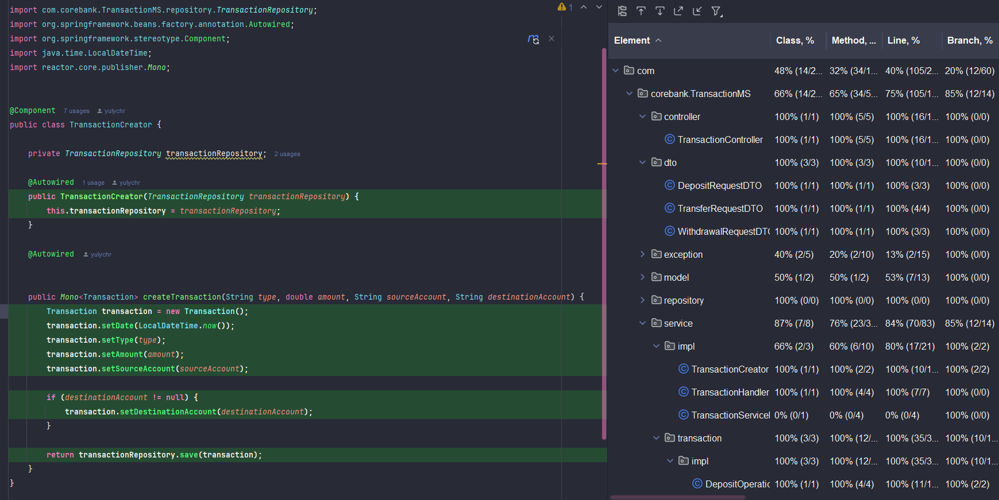 import com.corebank.TransactionMS.repository.TransactionRepository;
import org.springframework.beans.factory.annotation.Autowired;
import org.springframework.stereotype.Component;
import java.time.LocalDateTime;
import reactor.core.publisher.Mono;
@Component 7 usages yulychr
public class TransactionCreator {
private TransactionRepository transactionRepository; 2 usages
@Autowired 1 usage yulychr
public TransactionCreator(TransactionRepository transactionRepository) {
this.transactionRepository = transactionRepository;
}
@Autowired yulychr
public Mono<Transaction> createTransaction(String type, double amount, String sourceAccount, String destinationAccount) {
Transaction transaction = new Transaction();
transaction.setDate(LocalDateTime.now());
transaction.setType(type);
transaction.setAmount(amount);
transaction.setSourceAccount(sourceAccount);
if (destinationAccount != null) {
transaction.setDestinationAccount(destinationAccount);
}
return transactionRepository.save(transaction);
}
}
1
Element Class, % Method, ... Line, % Branch, %
com 48% (14/2... 32% (34/1... 40% (105/2... 20% (12/60)
corebank.TransactionMS 66% (14/2... 65% (34/5... 75% (105/1... 85% (12/14)
controller 100% (1/1) 100% (5/5) 100% (16/1... 100% (0/0)
TransactionController 100% (1/1) 100% (5/5) 100% (16/1... 100% (0/0)
dto 100% (3/3) 100% (3/3) 100% (10/1... 100% (0/0)
DepositRequestDTO 100% (1/1) 100% (1/1) 100% (3/3) 100% (0/0)
TransferRequestDTO 100% (1/1) 100% (1/1) 100% (4/4) 100% (0/0)
WithdrawalRequestDTO 100% (1/1) 100% (1/1) 100% (3/3) 100% (0/0)
exception 40% (2/5) 20% (2/10) 13% (2/15) 100% (0/0)
model 50% (1/2) 50% (1/2) 53% (7/13) 100% (0/0)
repository 100% (0/0) 100% (0/0) 100% (0/0) 100% (0/0)
service 87% (7/8) 76% (23/3... 84% (70/83) 85% (12/14)
impl 66% (2/3) 60% (6/10) 80% (17/21) 100% (2/2)
TransactionCreator 100% (1/1) 100% (2/2) 100% (10/1... 100% (2/2)
TransactionHandler 100% (1/1) 100% (4/4) 100% (7/7) 100% (0/0)
TransactionServiceI 0% (0/1) 0% (0/4) 0% (0/4) 100% (0/0)
transaction 100% (3/3) 100% (12/... 100% (35/3... 100% (10/1...
impl 100% (3/3) 100% (12/... 100% (35/3... 100% (10/1...
DepositOperatic 100% (1/1) 100% (4/4) 100% (11/1... 100% (2/2)